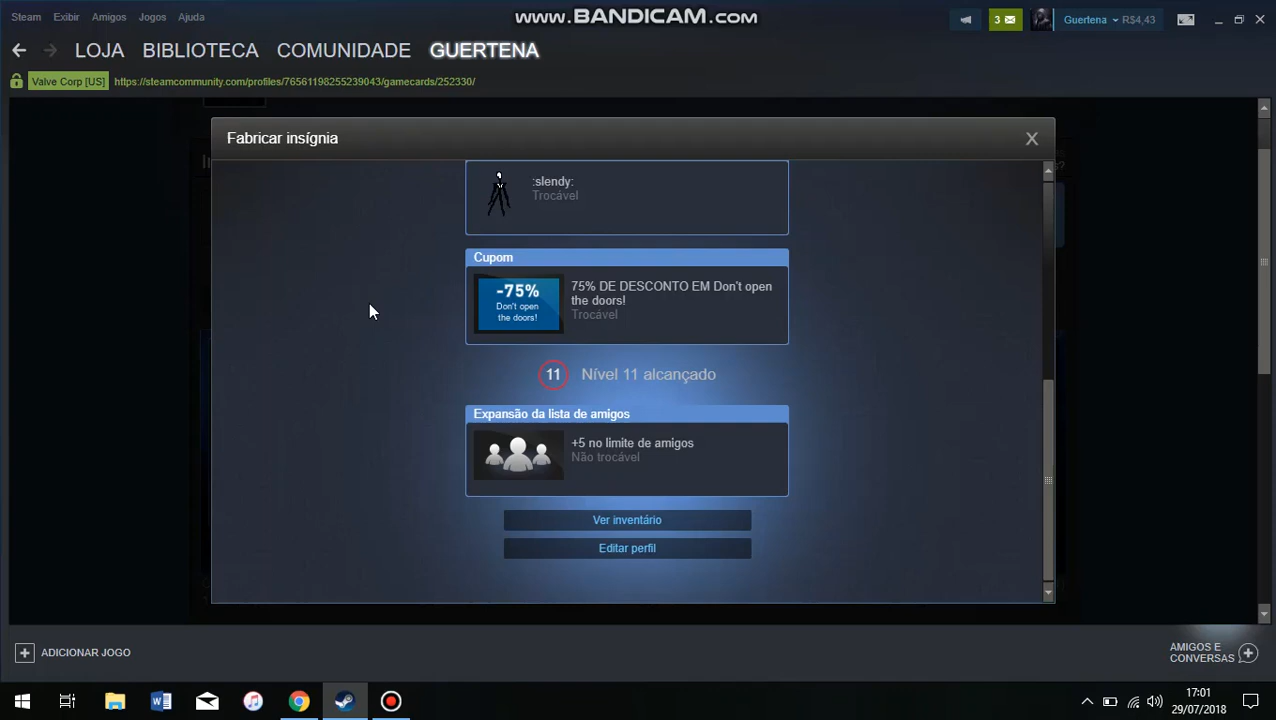 Steam Exibir Amigos Jogos Ajuda
www.BANDICAM.com
3
Guertena R$4,43
LOJA BIBLIOTECA COMUNIDADE GUERTENA
Valve Corp [US] https://steamcommunity.com/profiles/76561198255239043/gamecards/252330/
Fabricar insígnia
X
:slendy:
Trocável
Cupom
-75%
Don't open
the doors!
75% DE DESCONTO EM Don't open
the doors!
Trocável
11 Nível 11 alcançado
Expansão da lista de amigos
+5 no limite de amigos
Não trocável
Ver inventário
Editar perfil
ADICIONAR JOGO
AMIGOS E
CONVERSAS
17:01
29/07/2018